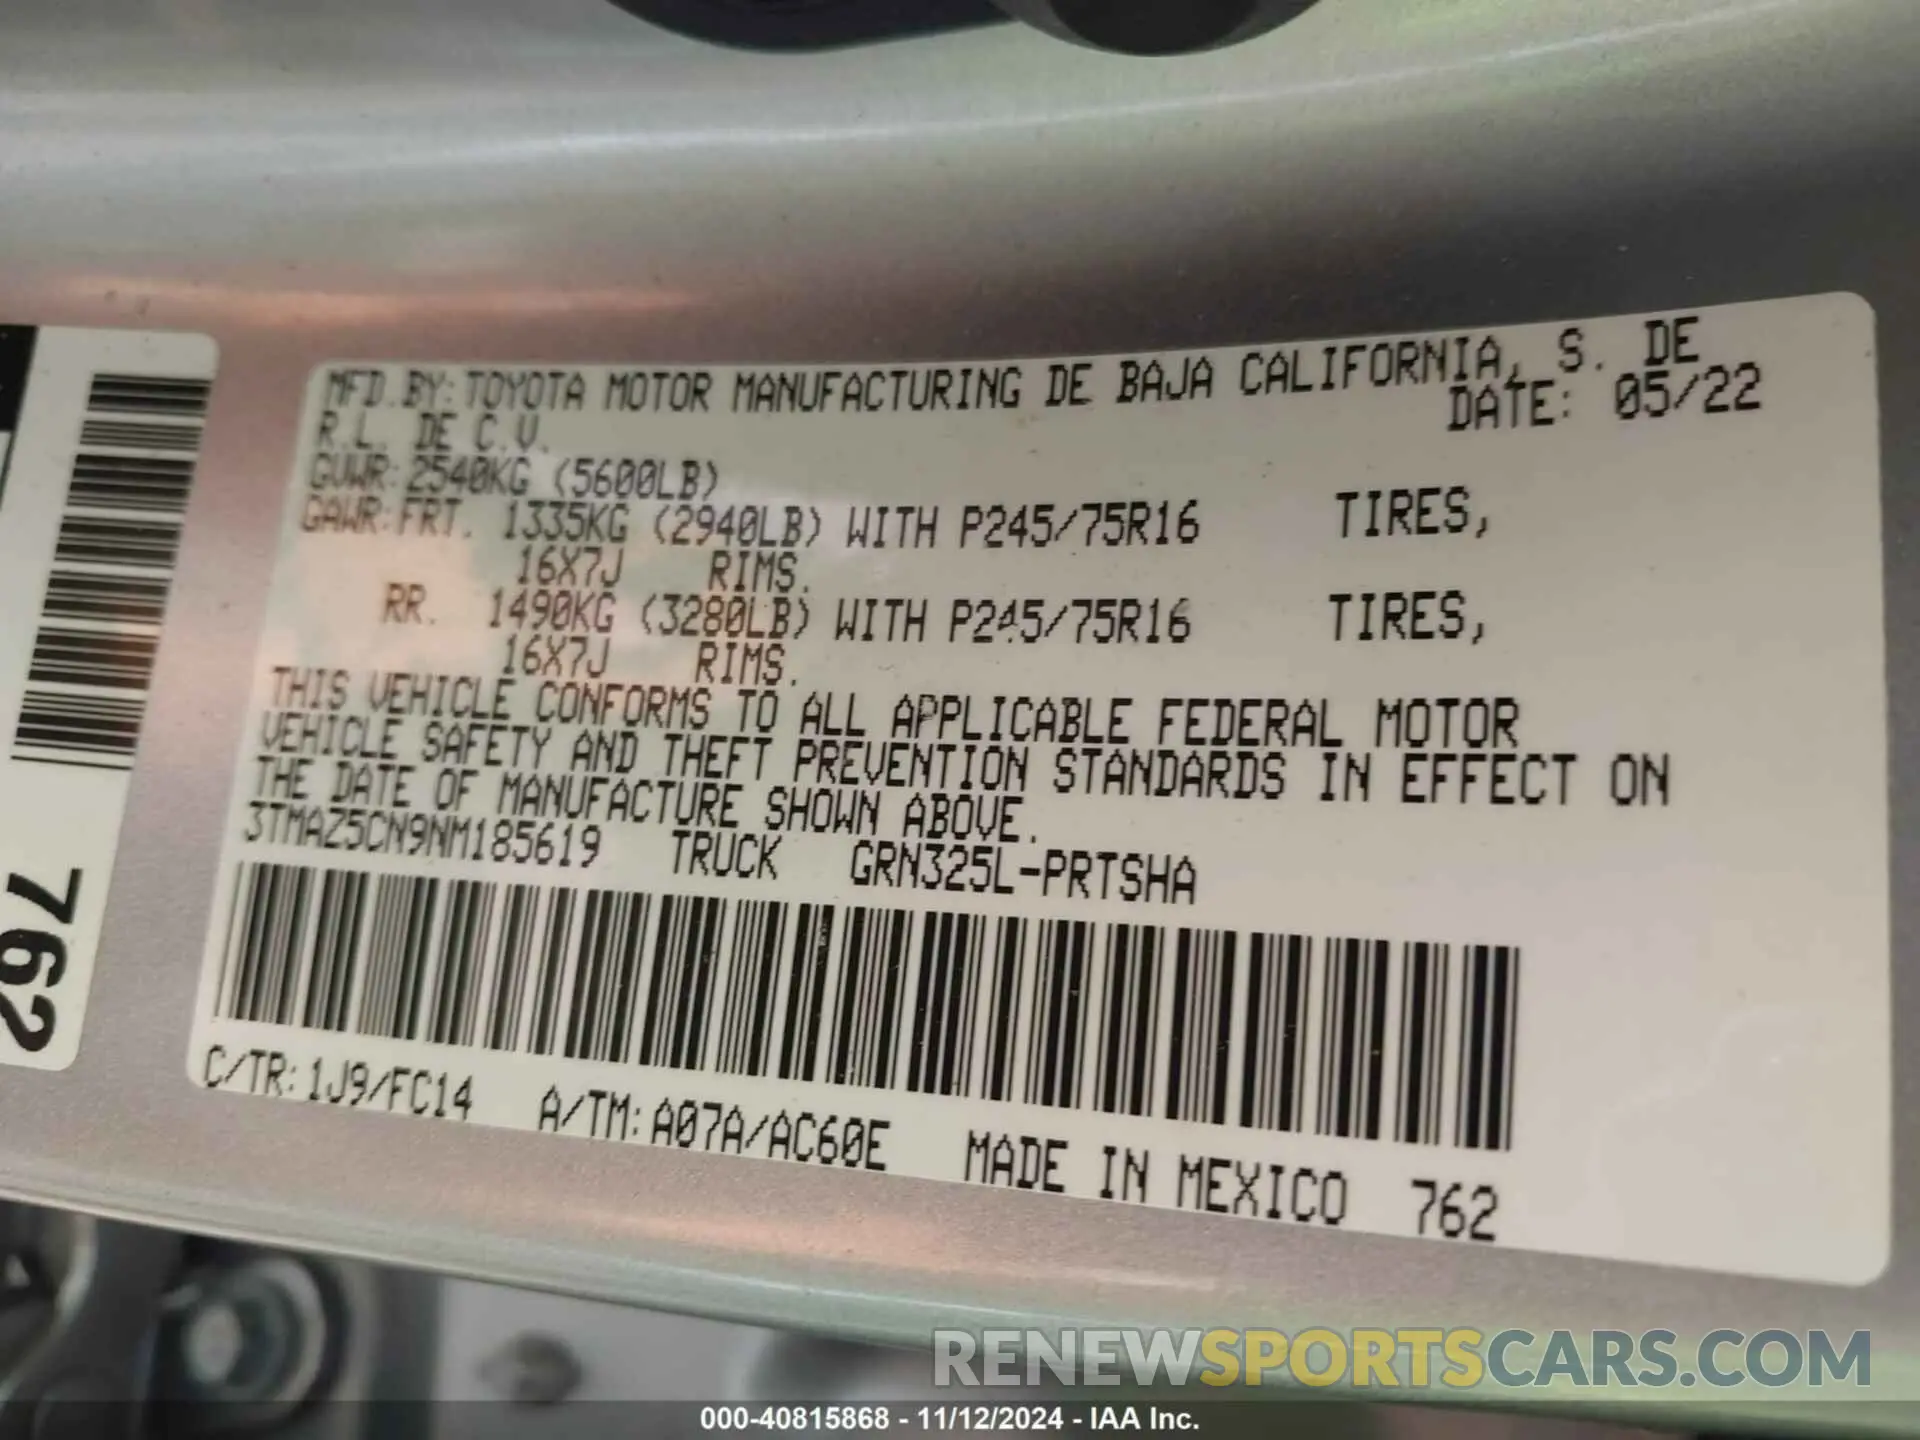 MFD.BY:TOYOTA MOTOR MANUFACTURING DE BAJA CALIFORNIA, S. DE
R.L. DE C.V. DATE: 05/22
GVWR:2540KG (5600LB)
GAWR:FRT. 1335KG (2940LB) WITH P245/75R16 TIRES,
16X7J RIMS.
RR. 1490KG (3280LB) WITH P245/75R16 TIRES,
16X7J RIMS.
THIS VEHICLE CONFORMS TO ALL APPLICABLE FEDERAL MOTOR
VEHICLE SAFETY AND THEFT PREVENTION STANDARDS IN EFFECT ON
THE DATE OF MANUFACTURE SHOWN ABOVE.
3TMAZ5CN9NM185619 TRUCK GRN325L-PRTSHA
C/TR:1J9/FC14 A/TM:A07A/AC60E MADE IN MEXICO 762
762
RENEWSPORTSCARS.COM
000-40815868 - 11/12/2024 - IAA Inc.